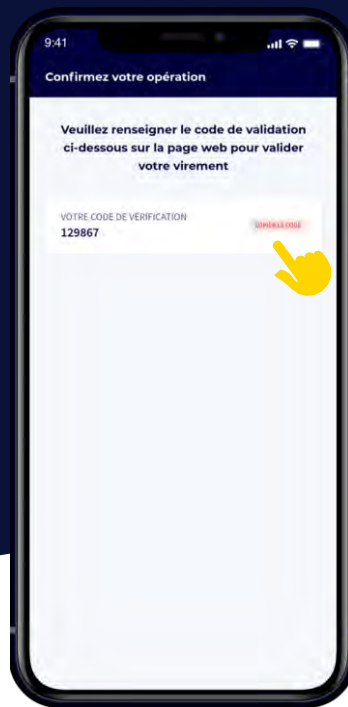 9:41
Confirmez votre opération
Veuillez renseigner le code de validation
ci-dessous sur la page web pour valider
votre virement
VOTRE CODE DE VÉRIFICATION
129867